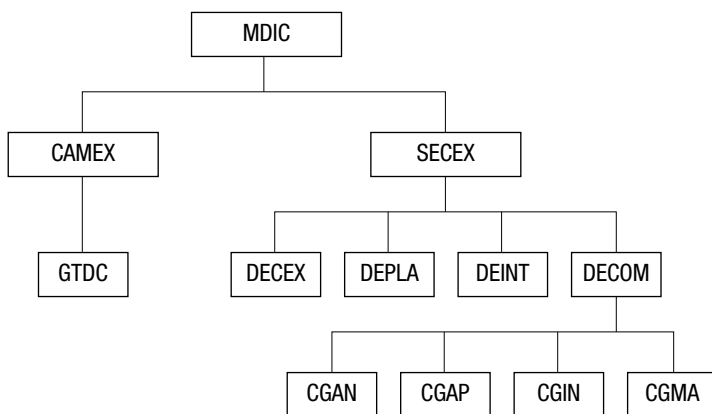 MDIC
CAMEX
SECEX
GTDC
DECEX
DEPLA
DEINT
DECOM
CGAN
CGAP
CGIN
CGMA